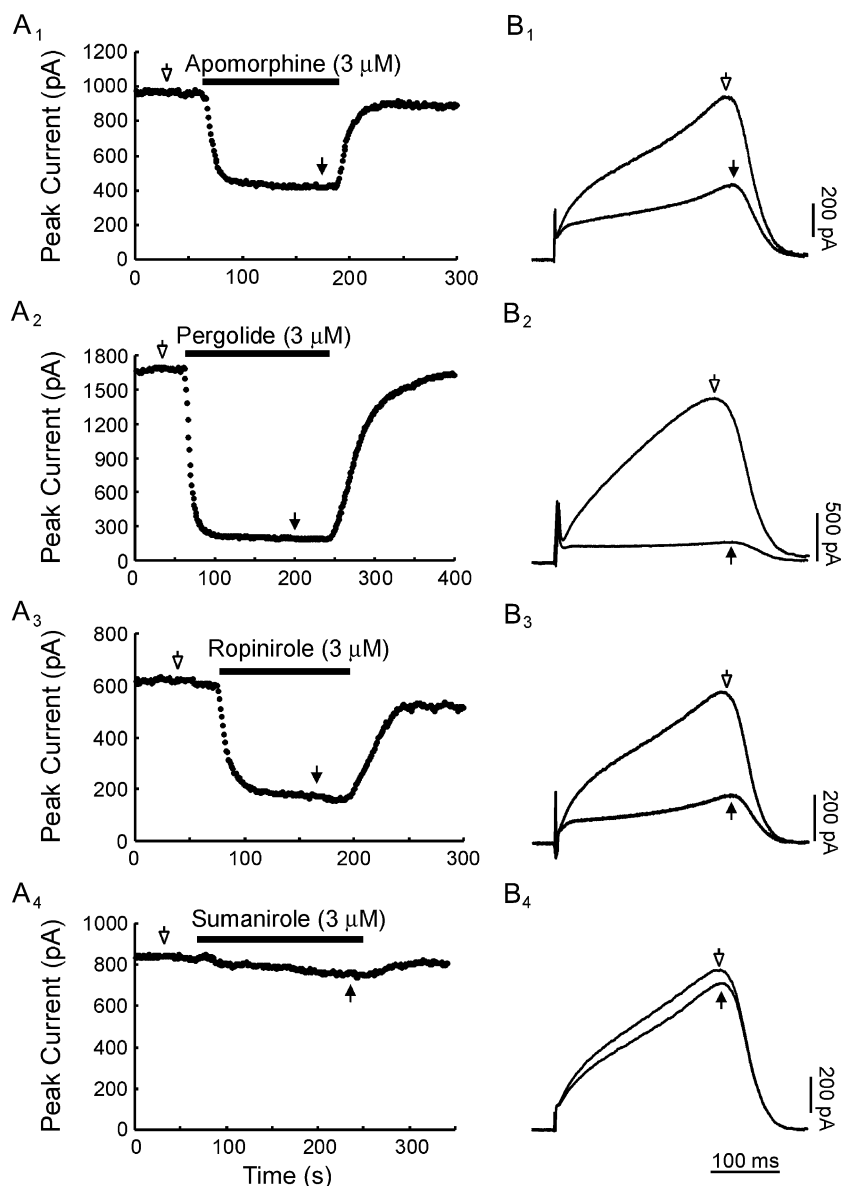 A1
B1
Apomorphine (3 μM)
Peak Current (pA)
1200
1000
800
600
400
200
0
0 100 200 300
200 pA
A2
B2
Pergolide (3 μM)
Peak Current (pA)
1800
1500
1200
900
600
300
0
0 100 200 300 400
500 pA
A3
B3
Ropinirole (3 μM)
Peak Current (pA)
800
600
400
200
0
0 100 200 300
200 pA
A4
B4
Sumanirole (3 μM)
Peak Current (pA)
1000
800
600
400
200
0
0 100 200 300
Time (s)
200 pA
100 ms